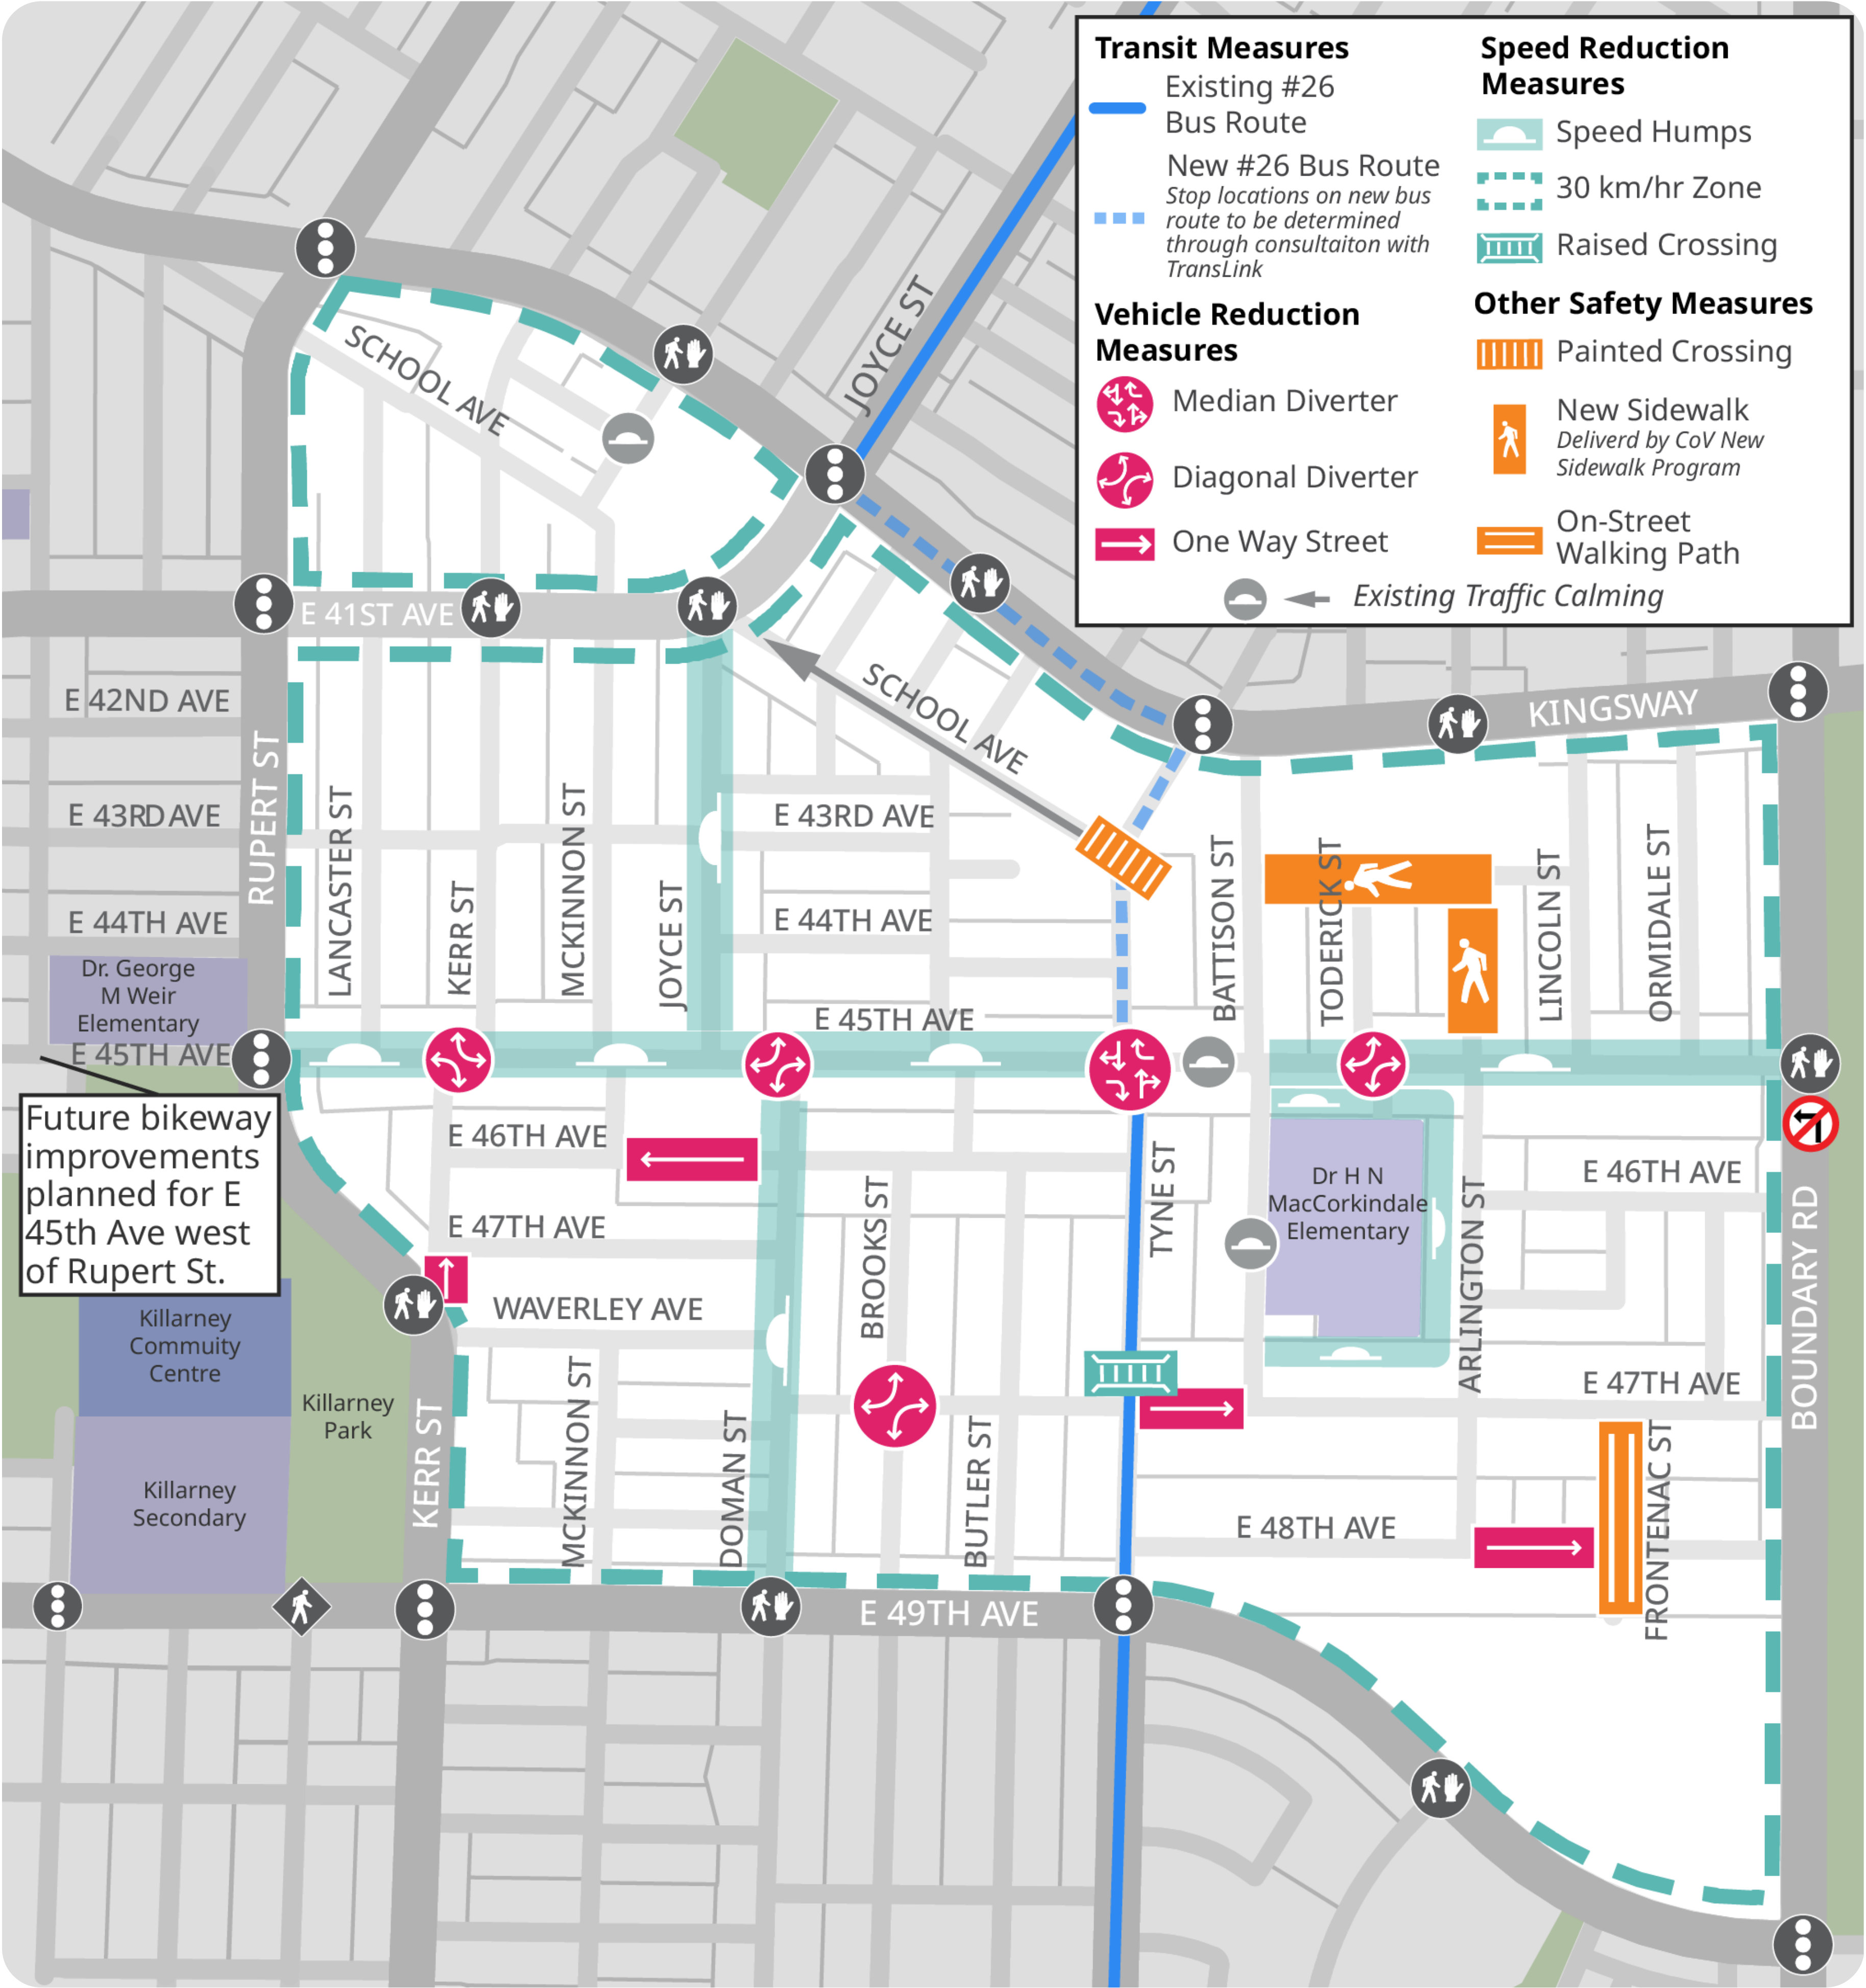 Transit Measures
Existing #26
Bus Route
New #26 Bus Route
Stop locations on new bus
route to be determined
through consultaiton with
TransLink
Vehicle Reduction
Measures
Median Diverter
Diagonal Diverter
One Way Street
Speed Reduction
Measures
Speed Humps
30 km/hr Zone
Raised Crossing
Other Safety Measures
Painted Crossing
New Sidewalk
Deliverd by CoV New
Sidewalk Program
On-Street
Walking Path
Existing Traffic Calming
JOYCE ST
SCHOOL AVE
E 41ST AVE
SCHOOL AVE
KINGSWAY
E 42ND AVE
RUPERT ST
E 43RD AVE
E 44TH AVE
LANCASTER ST
KERR ST
MCKINNON ST
JOYCE ST
E 43RD AVE
E 44TH AVE
E 45TH AVE
BATTISON ST
TODERICK ST
LINCOLN ST
ORMIDALE ST
Dr. George
M Weir
Elementary
E 45TH AVE
Future bikeway
improvements
planned for E
45th Ave west
of Rupert St.
E 46TH AVE
E 47TH AVE
WAVERLEY AVE
BROOKS ST
TYNE ST
Dr H N
MacCorkindale
Elementary
ARLINGTON ST
E 46TH AVE
E 47TH AVE
BOUNDARY RD
Killarney
Commuity
Centre
Killarney
Park
Killarney
Secondary
KERR ST
MCKINNON ST
DOMAN ST
BUTLER ST
E 48TH AVE
FRONTENAC ST
E 49TH AVE